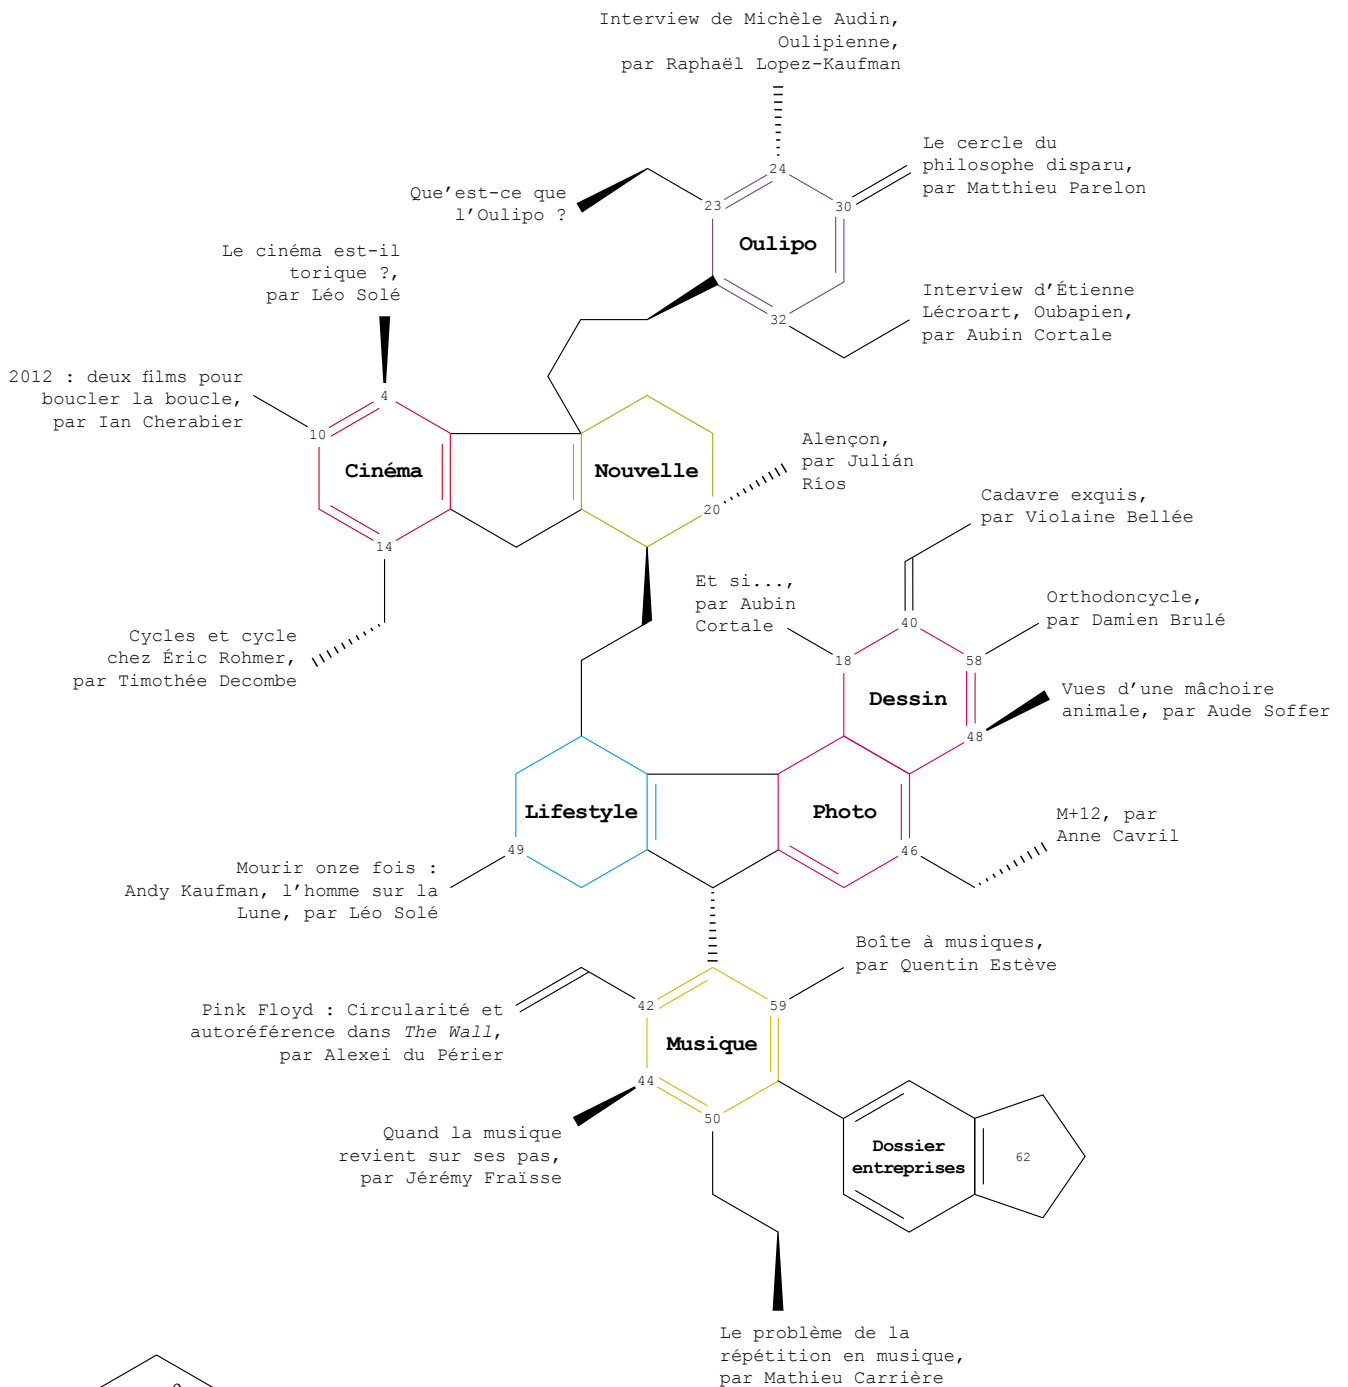 Interview de Michèle Audin,
Oulipienne,
par Raphaël Lopez-Kaufman
Le cercle du
philosophe disparu,
par Matthieu Parelon
24
Que'est-ce que
l'Oulipo ?
23
30
Oulipo
Le cinéma est-il
torique ?,
par Léo Solé
Interview d'Étienne
Lécroart, Oubapien,
par Aubin Cortale
32
2012 : deux films pour
boucler la boucle,
par Ian Cherabier
4
10
Cinéma
Nouvelle
Alençon,
par Julián
Ríos
20
14
Cadavre exquis,
par Violaine Bellée
Et si...,
par Aubin
Cortale
Orthodoncycle,
par Damien Brulé
40
Cycles et cycle
chez Éric Rohmer,
par Timothée Decombe
18
58
Dessin
Vues d'une mâchoire
animale, par Aude Soffer
48
Lifestyle
Photo
M+12, par
Anne Cavril
49
46
Mourir onze fois :
Andy Kaufman, l'homme sur la
Lune, par Léo Solé
Boîte à musiques,
par Quentin Estève
Pink Floyd : Circularité et
autoréférence dans The Wall,
par Alexei du Périer
42
59
Musique
44
50
Quand la musique
revient sur ses pas,
par Jérémy Fraïsse
Dossier
entreprises
62
Le problème de la
répétition en musique,
par Mathieu Carrière